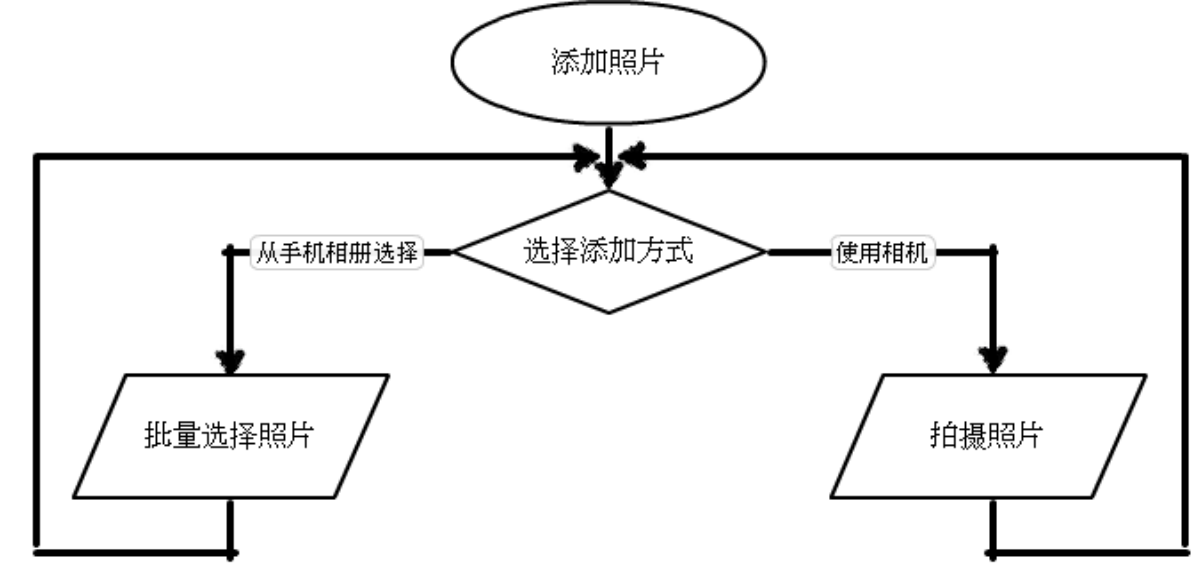 添加照片
选择添加方式
从手机相册选择
使用相机
批量选择照片
拍摄照片